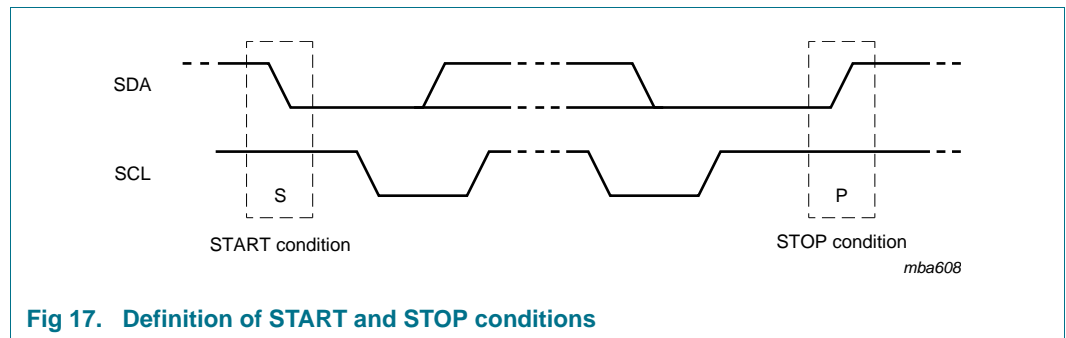 SDA
SCL
S
P
START condition
STOP condition
mba608
Fig 17. Definition of START and STOP conditions